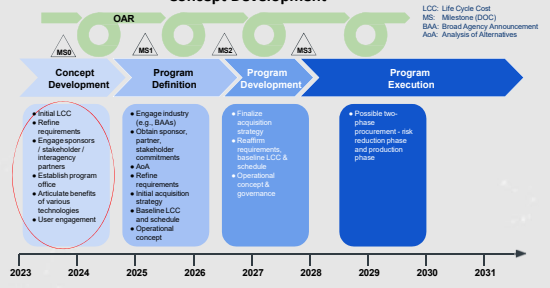 Concept Development
LCC: Life Cycle Cost
MS: Milestone (DOC)
BAA: Broad Agency Announcement
AoA: Analysis of Alternatives
OAR
MS0
MS1
MS2
MS3
Concept
Development
Program
Definition
Program
Development
Program
Execution
• Initial LCC
• Refine
requirements
• Engage sponsors
/ stakeholder /
interagency
partners
• Establish program
office
• Articulate benefits
of various
technologies
• User engagement
• Engage industry
(e.g., BAAs)
• Obtain sponsor,
partner,
stakeholder
commitments
• AoA
• Refine
requirements
• Initial acquisition
strategy
• Baseline LCC
and schedule
• Operational
concept
• Finalize
acquisition
strategy
• Reaffirm
requirements,
baseline LCC &
schedule
• Operational
concept &
governance
• Possible two-
phase
procurement - risk
reduction phase
and production
phase
2023
2024
2025
2026
2027
2028
2029
2030
2031